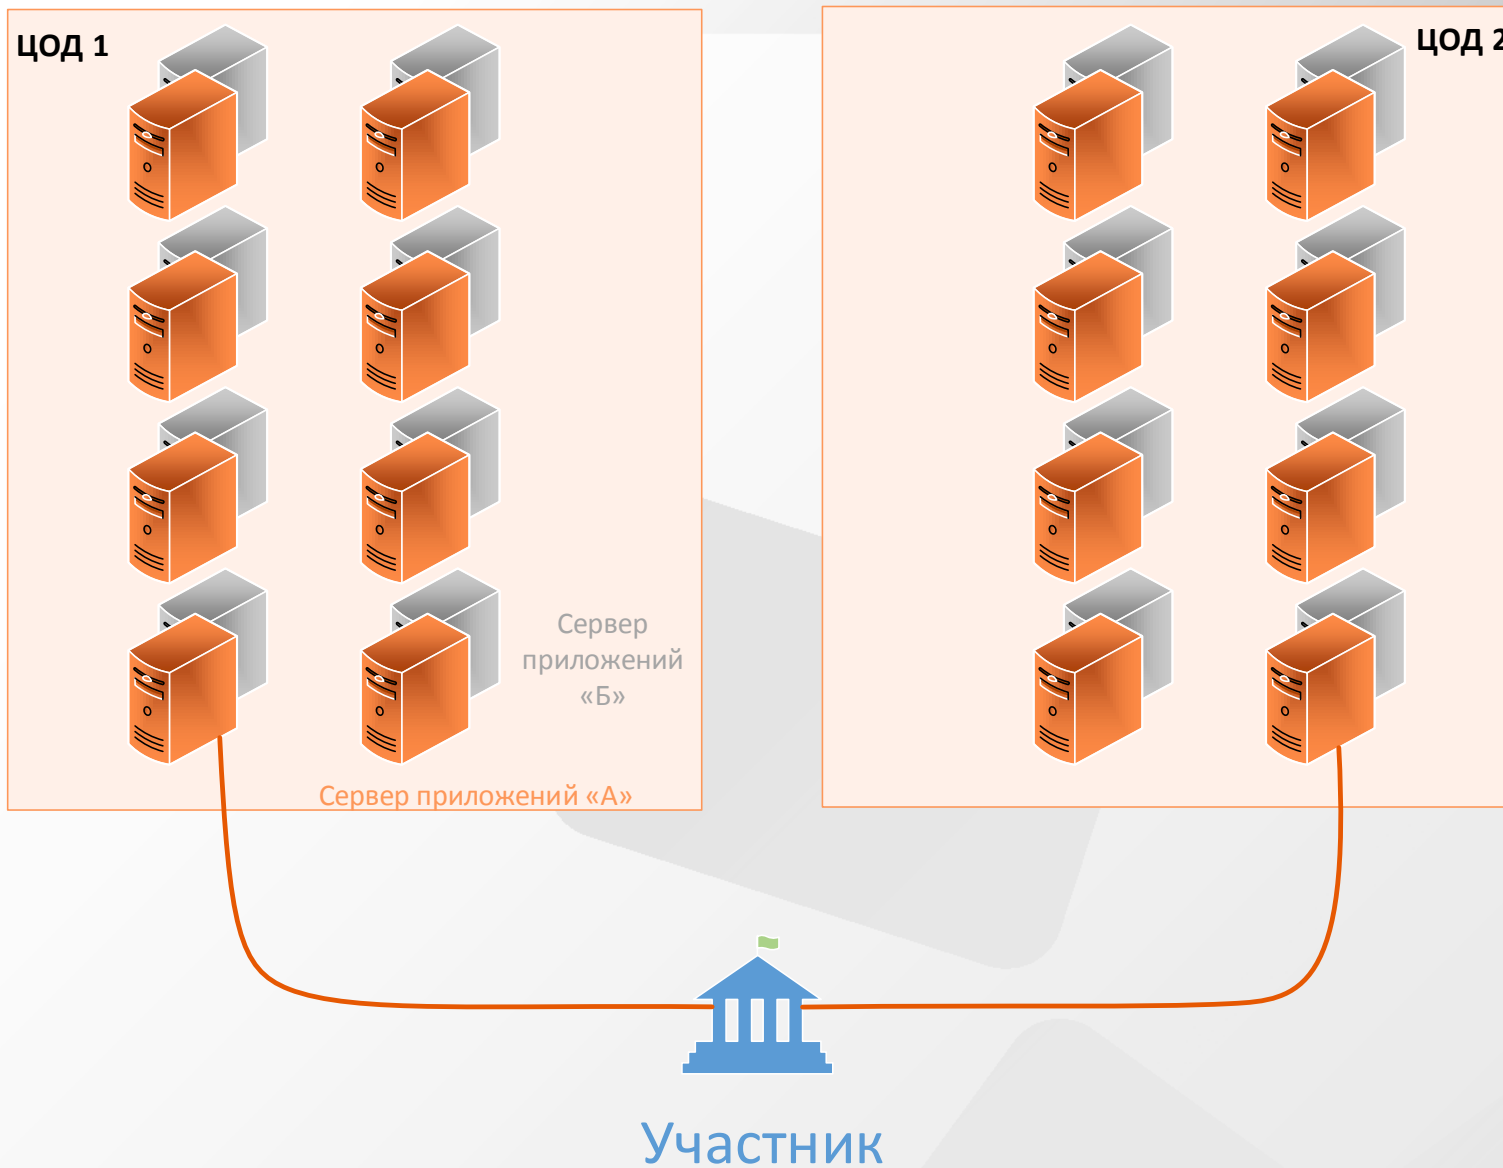 ЦОД 1
ЦОД 2
Сервер
приложений
«Б»
Сервер приложений «А»
Участник